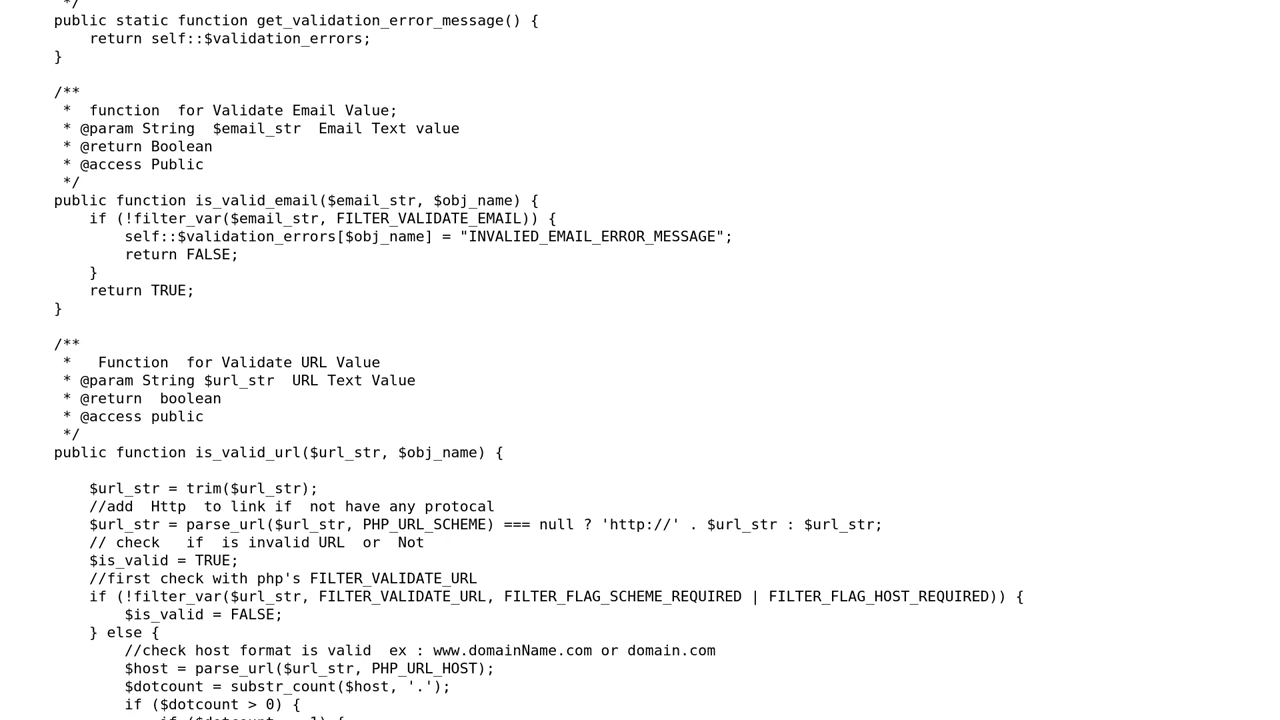 */
public static function get_validation_error_message() {
return self::$validation_errors;
}
/**
*  function  for Validate Email Value;
* @param String  $email_str  Email Text value
* @return Boolean
* @access Public
*/
public function is_valid_email($email_str, $obj_name) {
if (!filter_var($email_str, FILTER_VALIDATE_EMAIL)) {
self::$validation_errors[$obj_name] = "INVALIED_EMAIL_ERROR_MESSAGE";
return FALSE;
}
return TRUE;
}
/**
*   Function  for Validate URL Value
* @param String $url_str  URL Text Value
* @return  boolean
* @access public
*/
public function is_valid_url($url_str, $obj_name) {
$url_str = trim($url_str);
//add  Http  to link if  not have any protocal
$url_str = parse_url($url_str, PHP_URL_SCHEME) === null ? 'http://' . $url_str : $url_str;
// check   if  is invalid URL  or  Not
$is_valid = TRUE;
//first check with php's FILTER_VALIDATE_URL
if (!filter_var($url_str, FILTER_VALIDATE_URL, FILTER_FLAG_SCHEME_REQUIRED | FILTER_FLAG_HOST_REQUIRED)) {
$is_valid = FALSE;
} else {
//check host format is valid  ex : www.domainName.com or domain.com
$host = parse_url($url_str, PHP_URL_HOST);
$dotcount = substr_count($host, '.');
if ($dotcount > 0) {